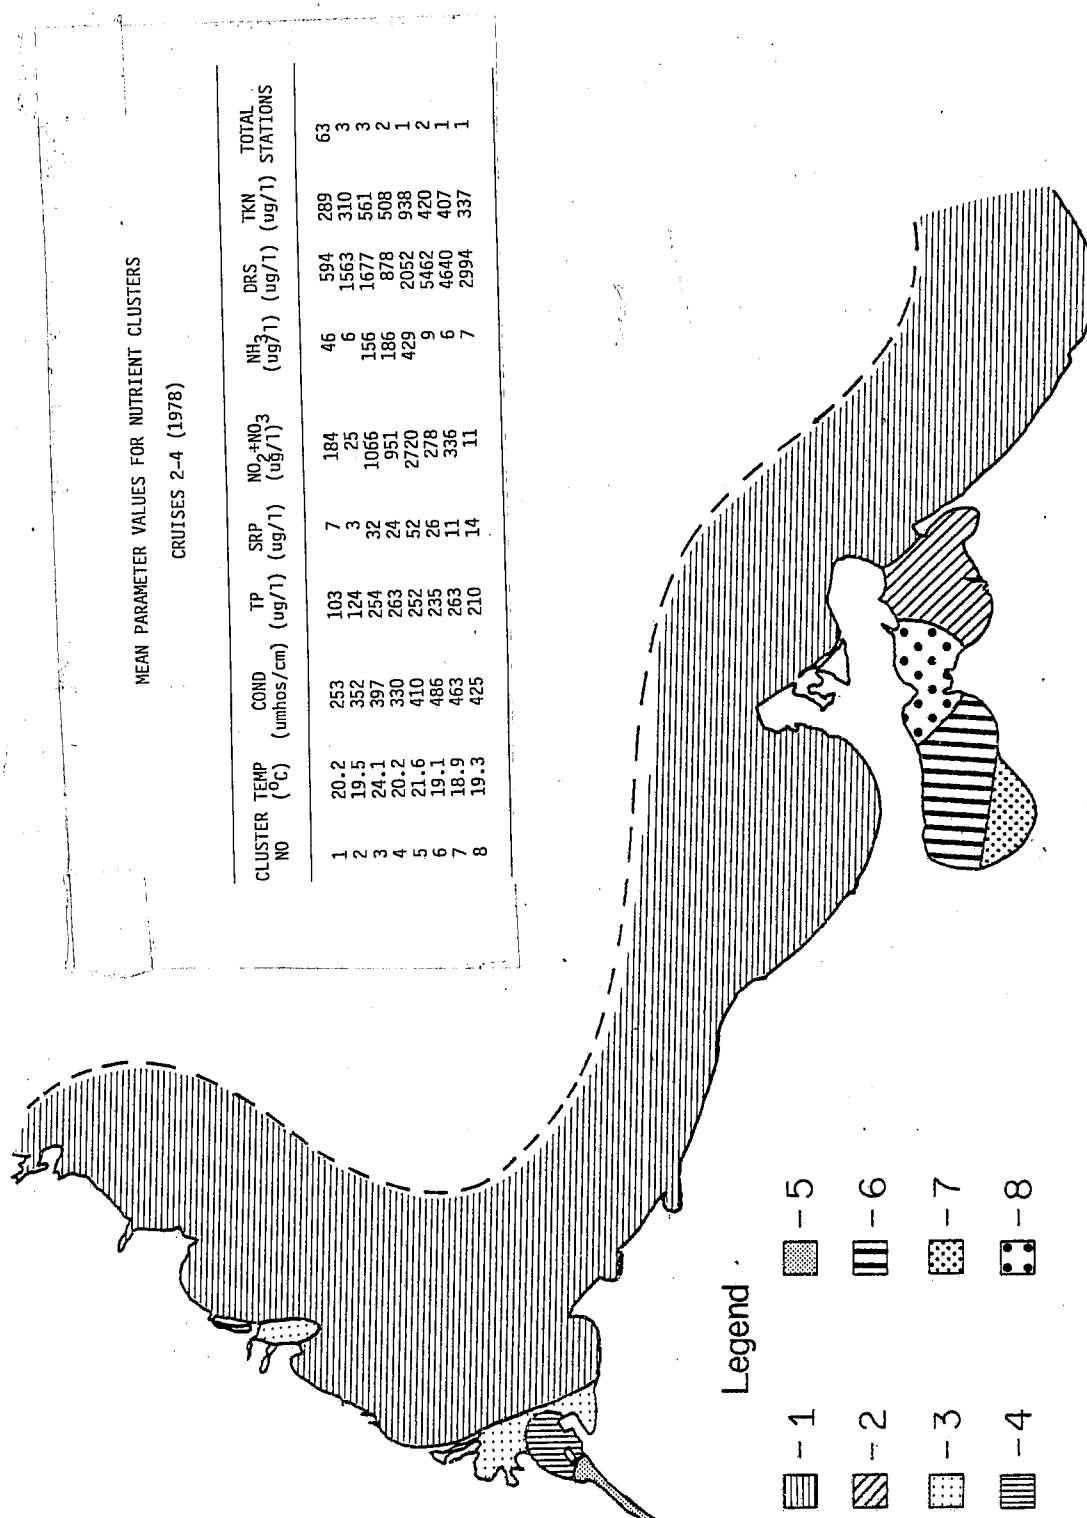 MEAN PARAMETER VALUES FOR NUTRIENT CLUSTERS
CRUISES 2-4 (1978)
CLUSTER TEMP COND TP SRP NO2+NO3 NH3 DRS TKN TOTAL
NO (°C) (umhos/cm) (ug/l) (ug/l) (ug/l) (ug/l) (ug/l) (ug/l) STATIONS
1 20.2 253 103 7 184 46 594 289 63
2 19.5 352 124 3 25 6 1563 310 3
3 24.1 397 254 32 1066 156 1677 561 3
4 20.2 330 263 24 951 186 878 508 2
5 21.6 410 252 52 2720 429 2052 938 1
6 19.1 486 235 26 278 9 5462 420 2
7 18.9 463 263 11 336 6 4640 407 1
8 19.3 425 210 14 11 7 2994 337 1
Legend
- 1 - 5
- 2 - 6
- 3 - 7
- 4 - 8